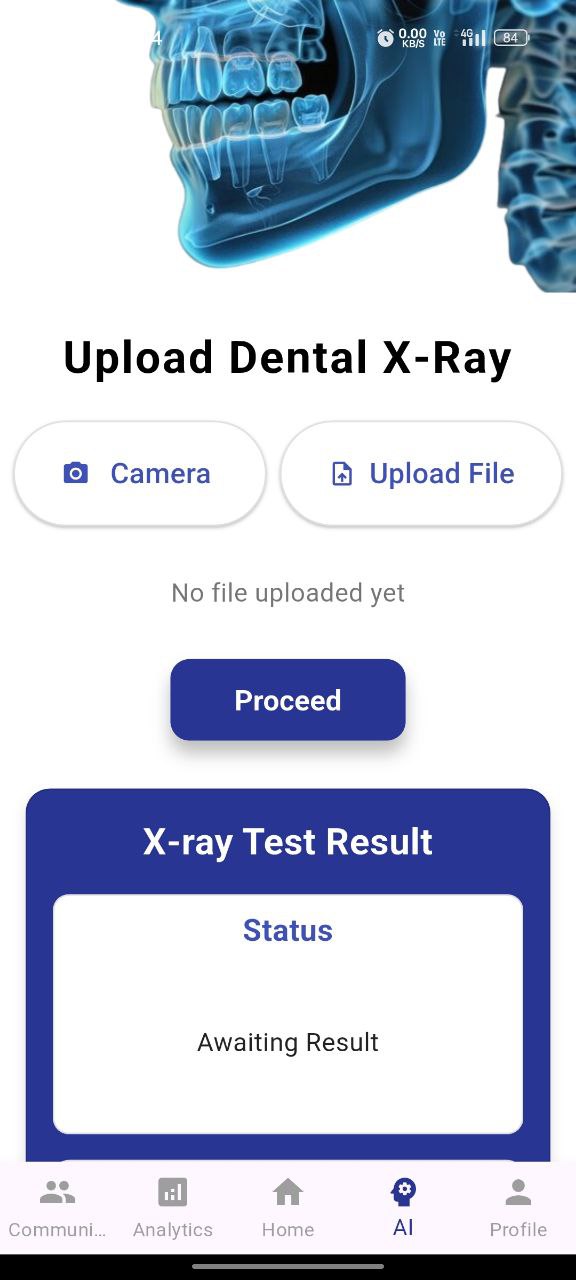 4 0.00 KB/S Vo LTE 4G 84
Upload Dental X-Ray
Camera Upload File
No file uploaded yet
Proceed
X-ray Test Result
Status
Awaiting Result
Communi... Analytics Home AI Profile